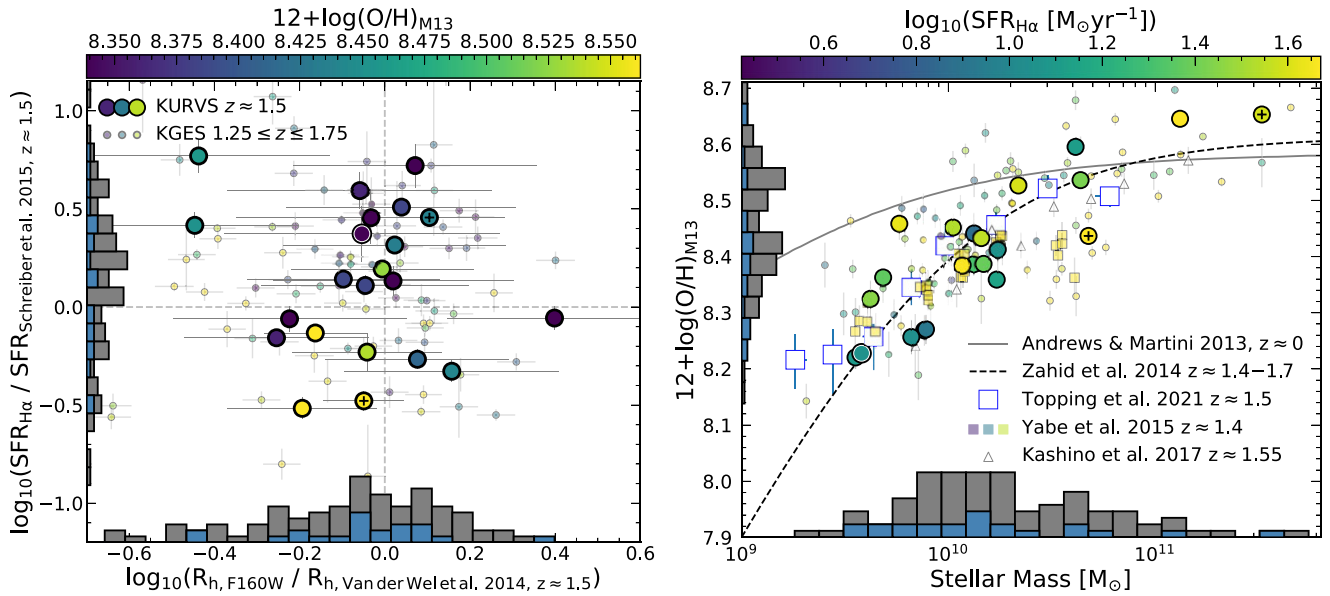 12+log(O/H)M13
8.350 8.375 8.400 8.425 8.450 8.475 8.500 8.525 8.550
KURVS z ≈ 1.5
KGES 1.25 ≤ z ≤ 1.75
log10(SFRHα / SFRSchreiber et al. 2015, z ≈ 1.5)
1.0
0.5
0.0
−0.5
−1.0
−0.6 −0.4 −0.2 0.0 0.2 0.4 0.6
log10(Rh, F160W / Rh, Van der Wel et al. 2014, z ≈ 1.5)
log10(SFRHα [M⊙yr−1])
0.6 0.8 1.0 1.2 1.4 1.6
12+log(O/H)M13
8.7
8.6
8.5
8.4
8.3
8.2
8.1
8.0
7.9
Andrews & Martini 2013, z ≈ 0
Zahid et al. 2014 z ≈ 1.4−1.7
Topping et al. 2021 z ≈ 1.5
Yabe et al. 2015 z ≈ 1.4
Kashino et al. 2017 z ≈ 1.55
10^9 10^10 10^11
Stellar Mass [M⊙]